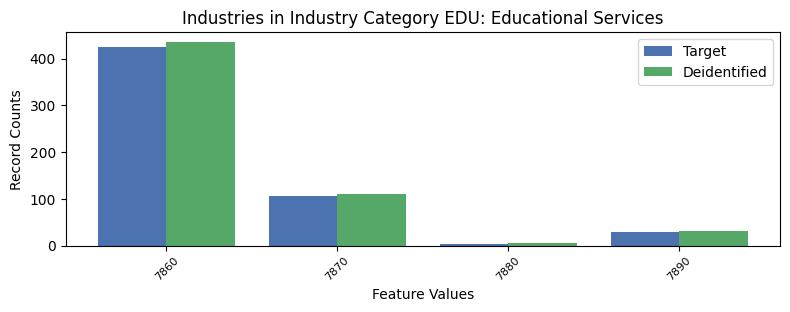 Industries in Industry Category EDU: Educational Services
Target
Deidentified
Record Counts
400
300
200
100
0
7860
7870
7880
7890
Feature Values